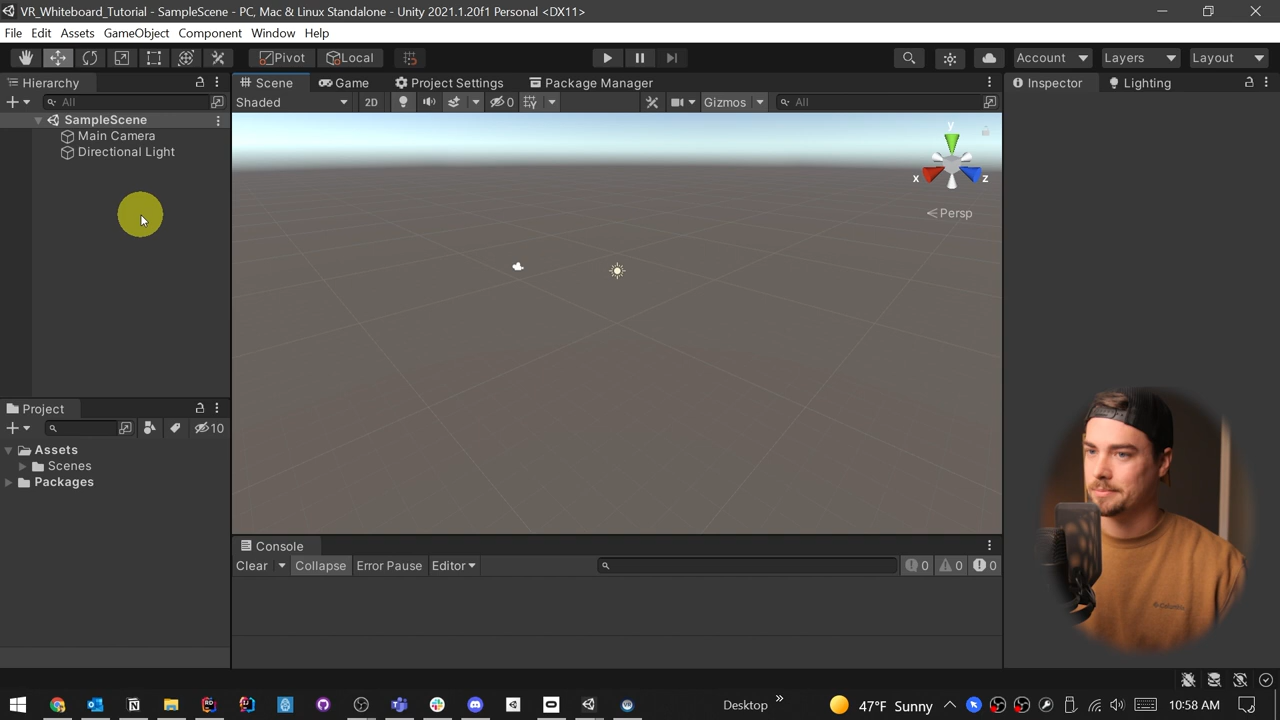 VR_Whiteboard_Tutorial - SampleScene - PC, Mac & Linux Standalone - Unity 2021.1.20f1 Personal <DX11>
File Edit Assets GameObject Component Window Help
Pivot Local Account Layers Layout
Hierarchy Scene Game Project Settings Package Manager Inspector Lighting
All Shaded 2D 0 Gizmos All
SampleScene
Main Camera
Directional Light
y
x z
Persp
Project
10
Assets
Scenes
Packages
Console
Clear Collapse Error Pause Editor 0 0 0
Columbia
Desktop 47°F Sunny 10:58 AM